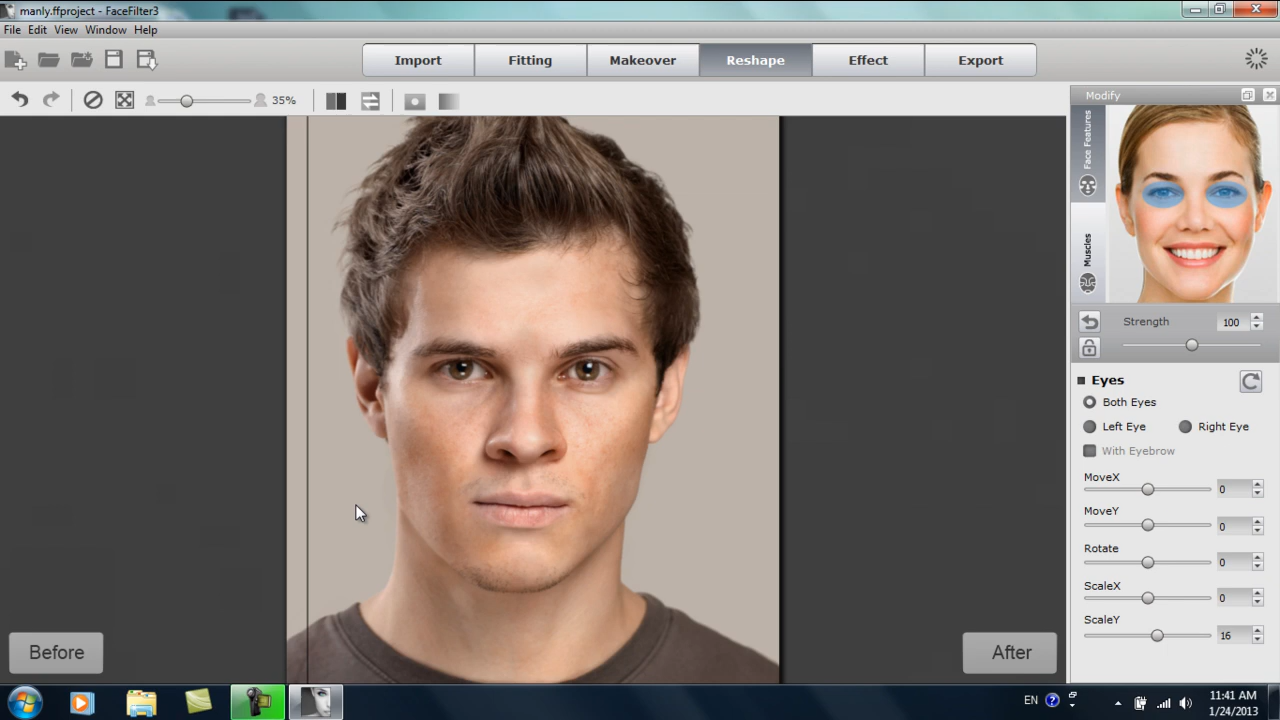 manly.ffproject - FaceFilter3
File Edit View Window Help
Import Fitting Makeover Reshape Effect Export
35%
Modify
Face Features
Muscles
Strength 100
Eyes
Both Eyes
Left Eye Right Eye
With Eyebrow
MoveX
0
MoveY
0
Rotate
0
ScaleX
0
ScaleY
16
Before After
EN
11:41 AM
1/24/2013